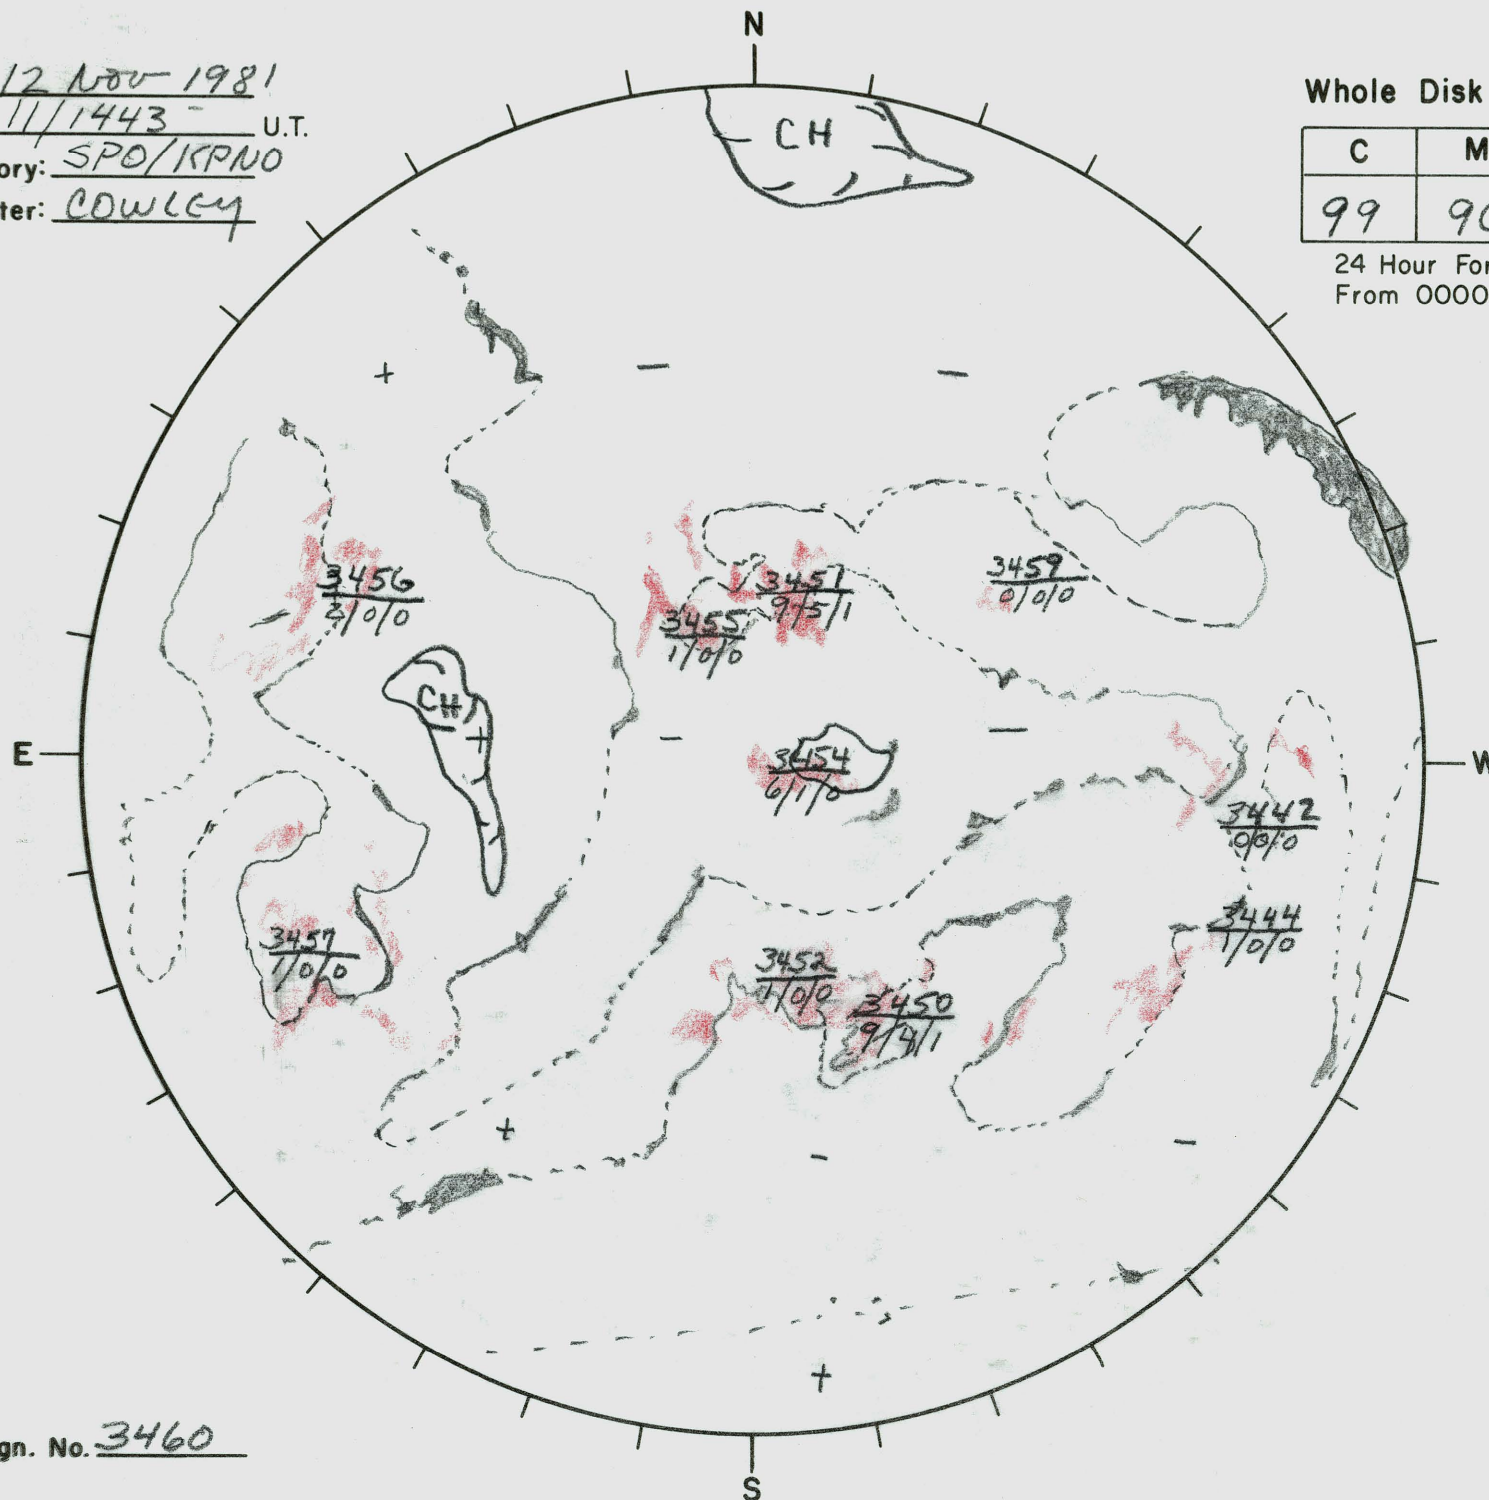 N
12 Nov 1981
11/1443 U.T.
ory: SPO/KPNO
ter: COWLEY
Whole Disk
C M
99 90
24 Hour For
From 0000
CH
+ — —
3456
2/0/0
3451
9/5/1
3459
0/0/0
3455
1/0/0
CH
+
— —
E
W
3454
6/1/0
3442
0/0/0
3444
1/0/0
3457
1/0/0
3452
1/0/0
3450
9/4/1
+
- -
+
gn. No. 3460
S